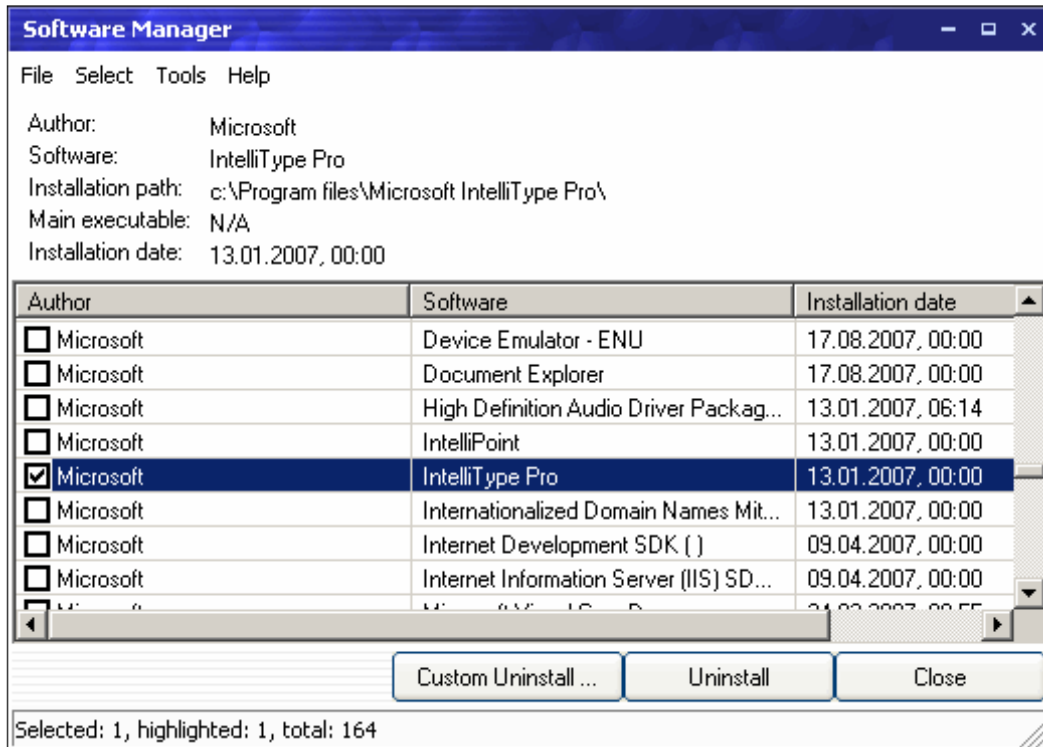 Software Manager
File Select Tools Help
Author: Microsoft
Software: IntelliType Pro
Installation path: c:\Program files\Microsoft IntelliType Pro\
Main executable: N/A
Installation date: 13.01.2007, 00:00
Author Software Installation date
Microsoft Device Emulator - ENU 17.08.2007, 00:00
Microsoft Document Explorer 17.08.2007, 00:00
Microsoft High Definition Audio Driver Packag... 13.01.2007, 06:14
Microsoft IntelliPoint 13.01.2007, 00:00
Microsoft IntelliType Pro 13.01.2007, 00:00
Microsoft Internationalized Domain Names Mit... 13.01.2007, 00:00
Microsoft Internet Development SDK ( ) 09.04.2007, 00:00
Microsoft Internet Information Server (IIS) SD... 09.04.2007, 00:00
Custom Uninstall ... Uninstall Close
Selected: 1, highlighted: 1, total: 164